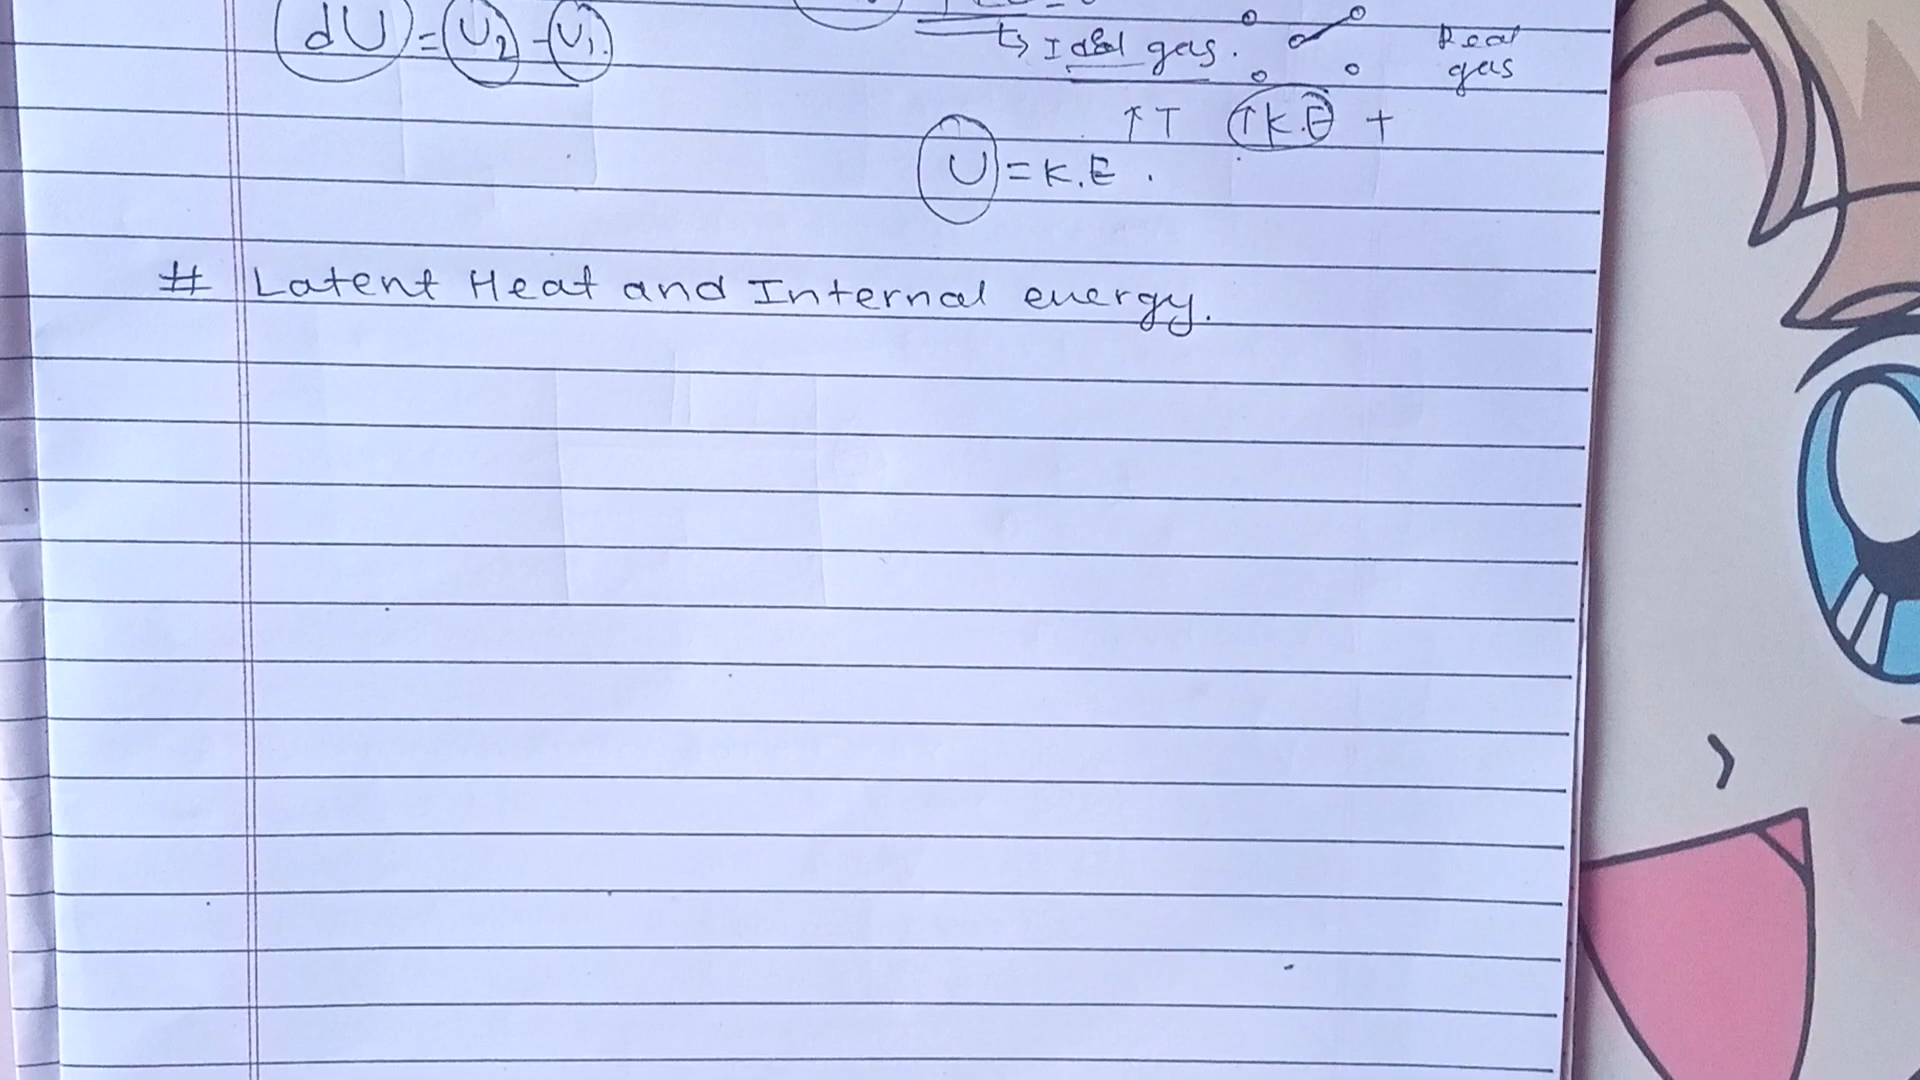 dU = U2 - U1.
↳ Ideal gas.
Real
gas
↑T ↑K.E +
U = K.E.
# Latent Heat and Internal energy.